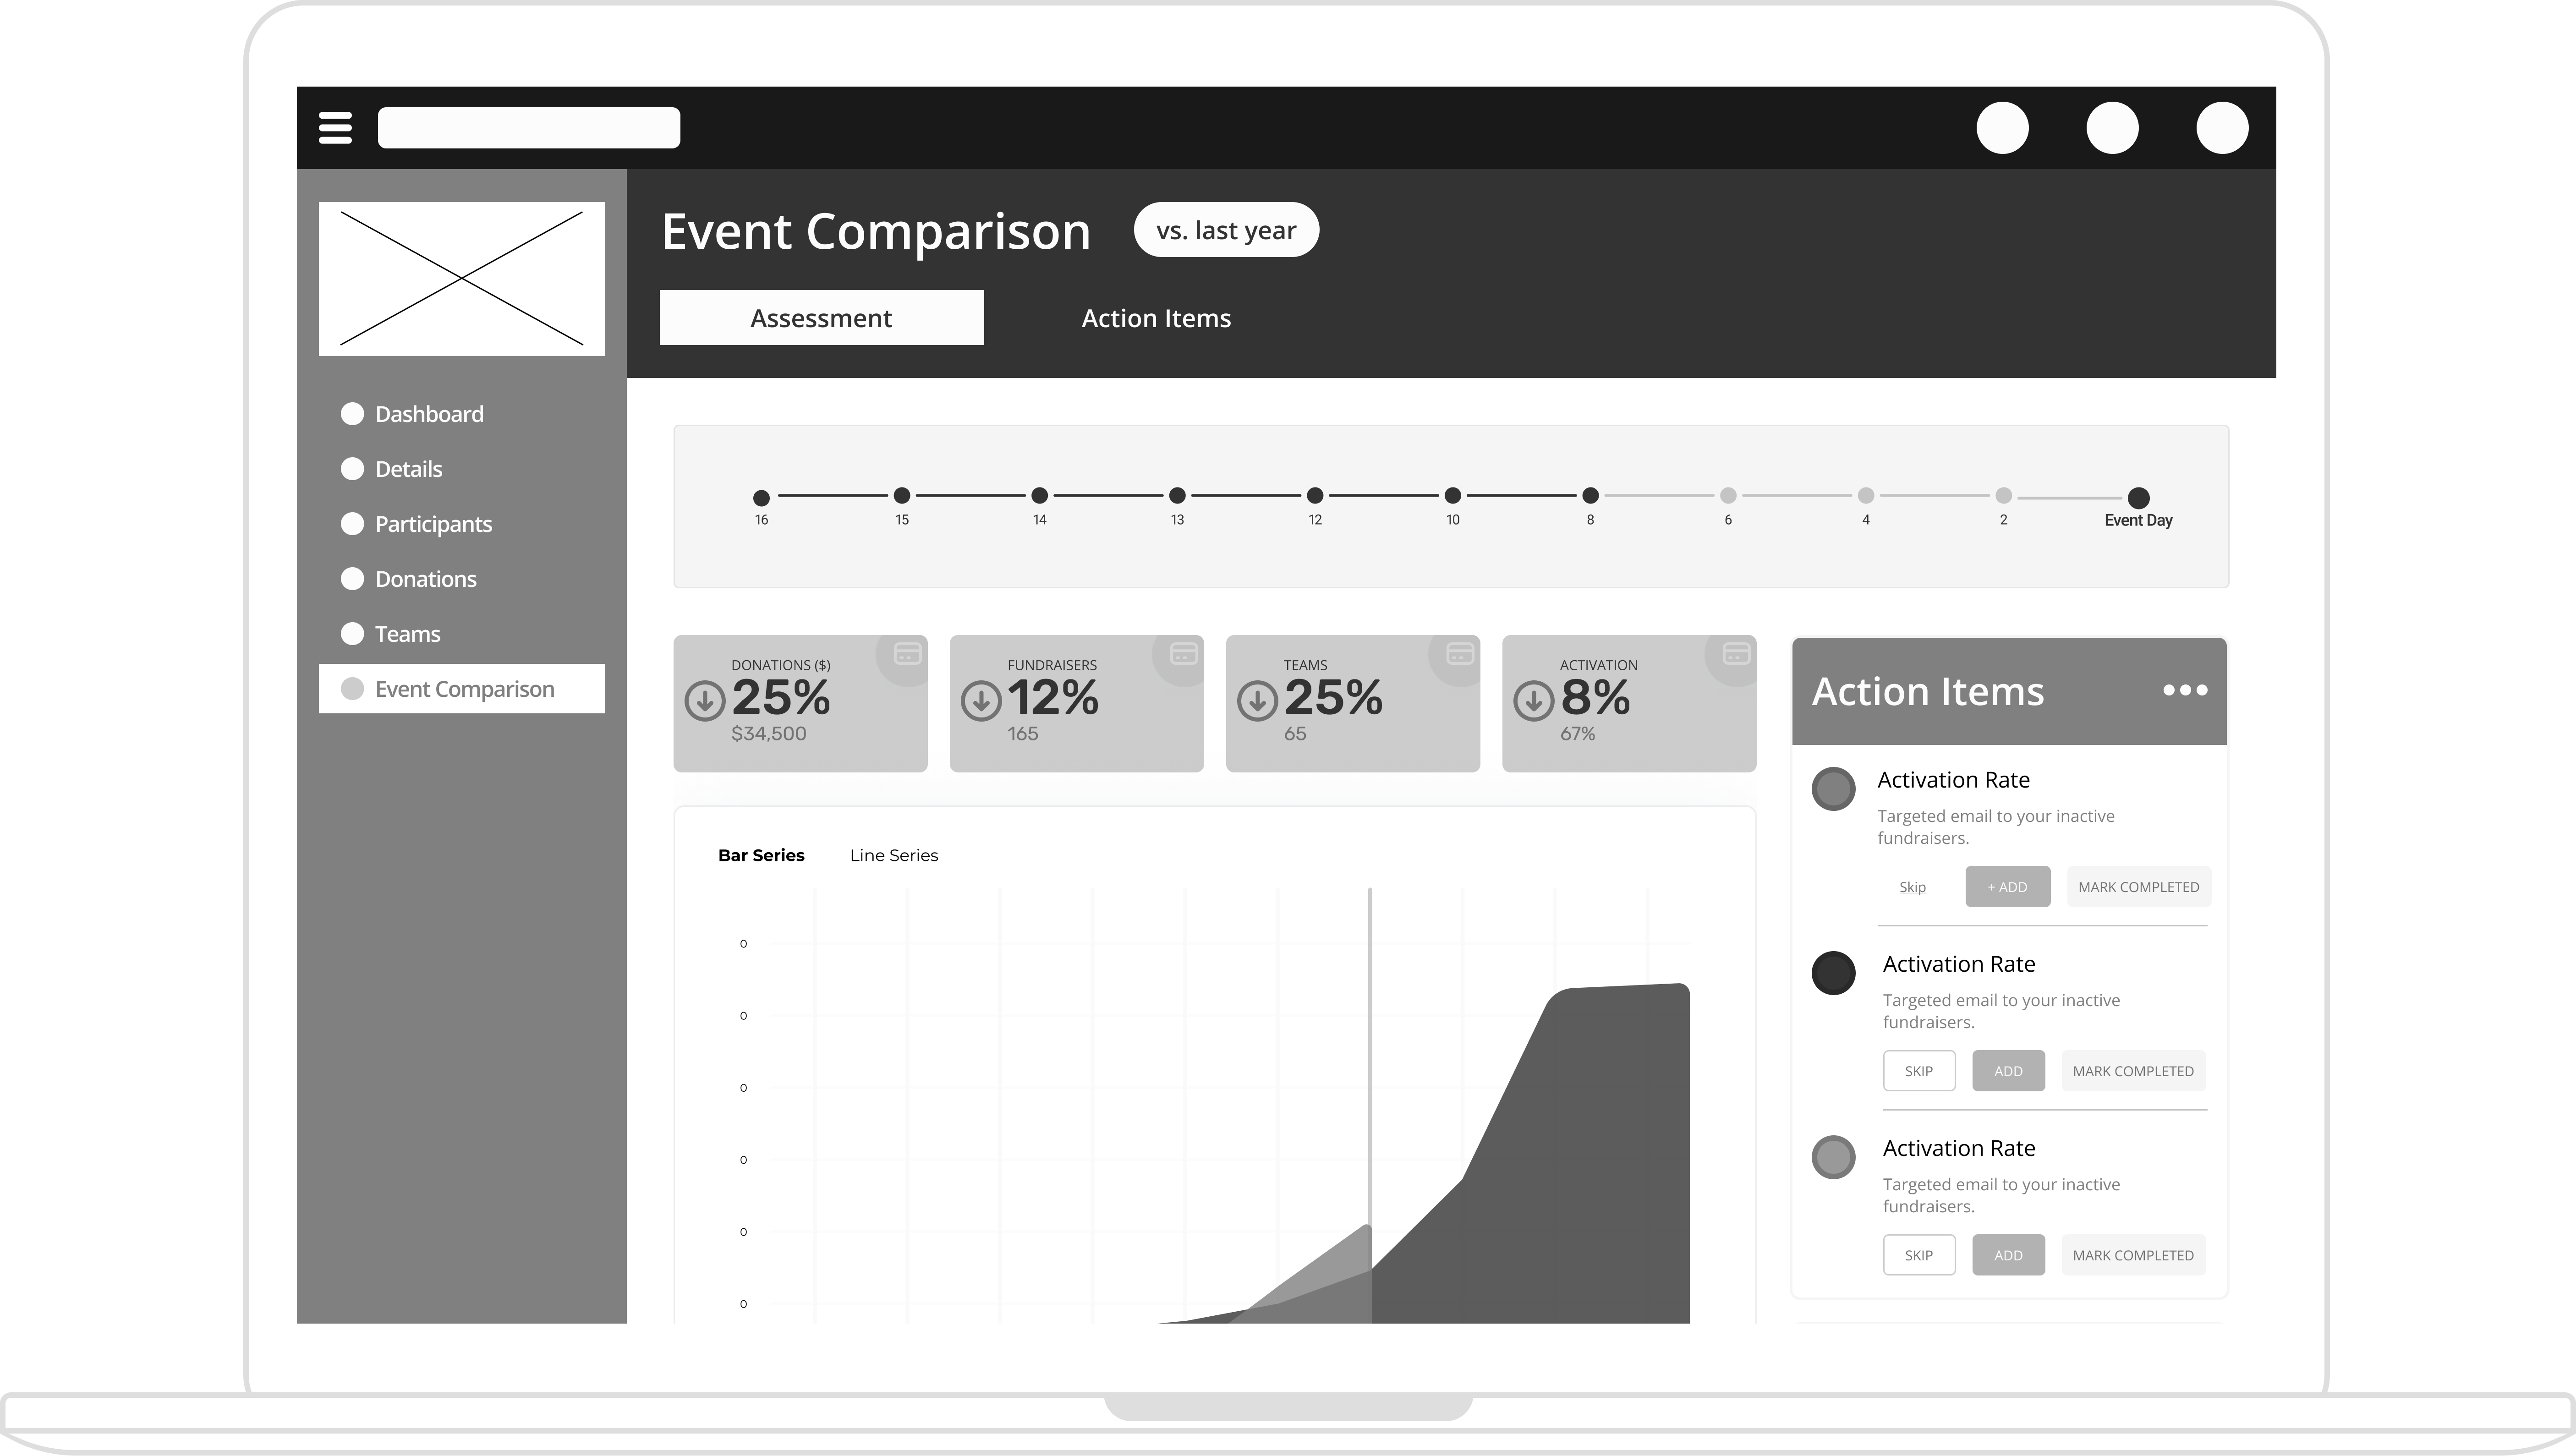 Event Comparison
vs. last year
Assessment
Action Items
Dashboard
Details
Participants
Donations
Teams
Event Comparison
16 15 14 13 12 10 8 6 4 2 Event Day
DONATIONS ($)
25%
$34,500
FUNDRAISERS
12%
165
TEAMS
25%
65
ACTIVATION
8%
67%
Bar Series
Line Series
0
0
0
0
0
0
Action Items
Activation Rate
Targeted email to your inactive
fundraisers.
Skip
+ ADD
MARK COMPLETED
Activation Rate
Targeted email to your inactive
fundraisers.
SKIP
ADD
MARK COMPLETED
Activation Rate
Targeted email to your inactive
fundraisers.
SKIP
ADD
MARK COMPLETED